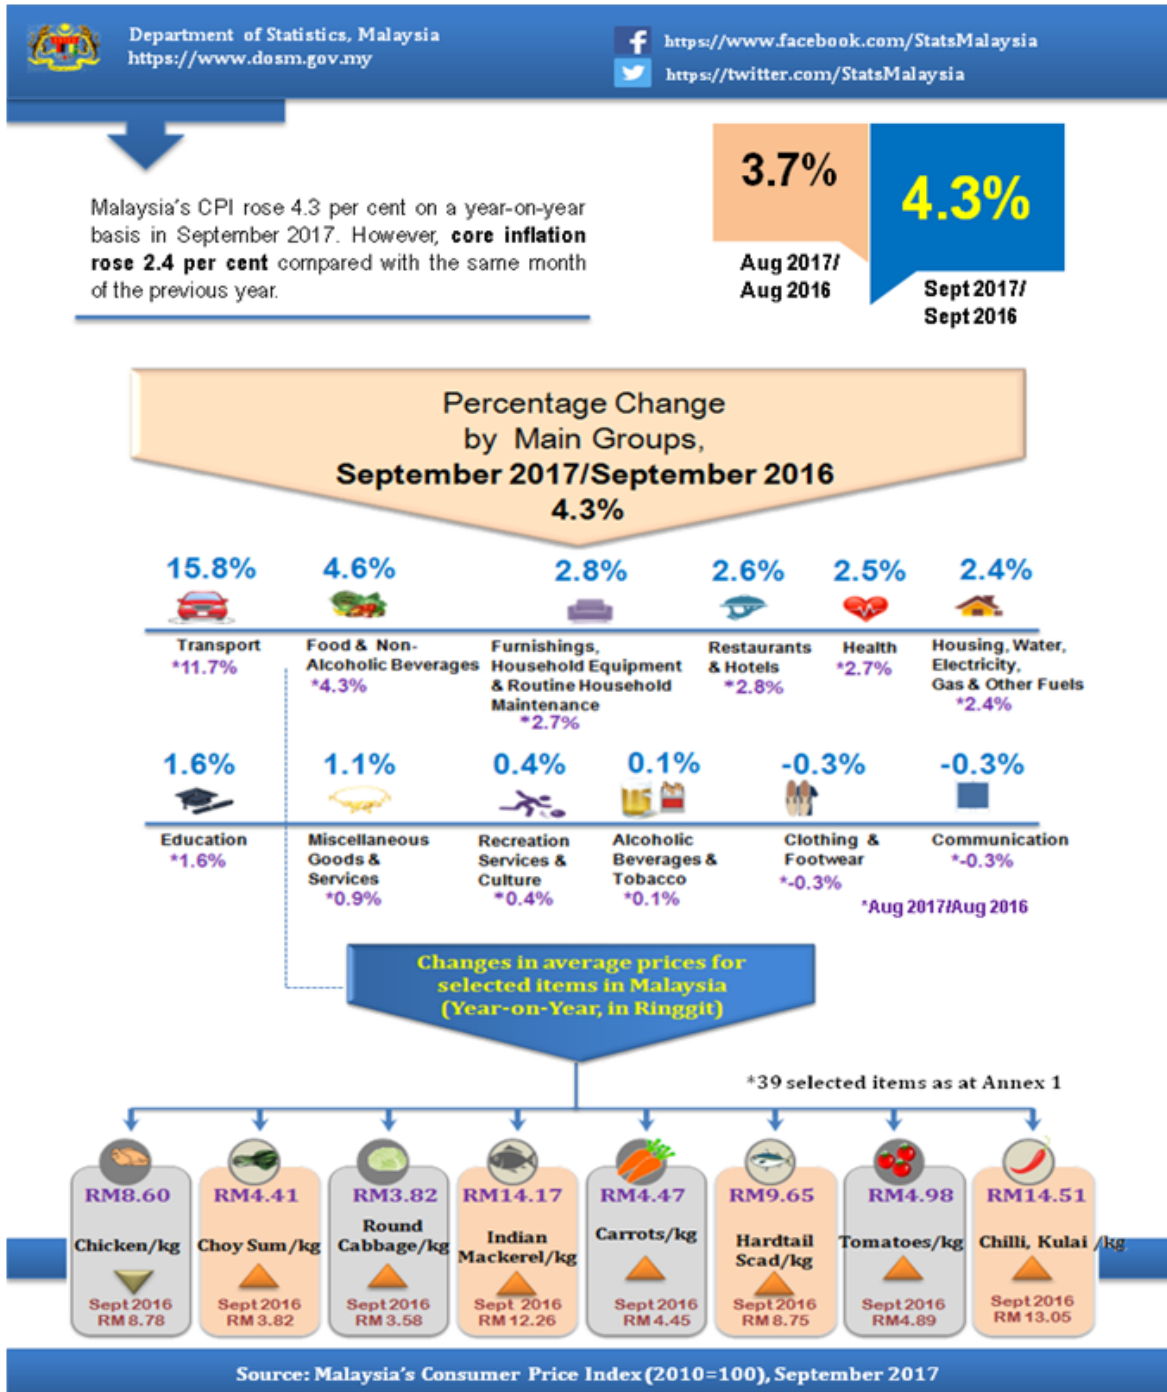 Department of Statistics, Malaysia
https://www.dosm.gov.my
https://www.facebook.com/StatsMalaysia
https://twitter.com/StatsMalaysia
Malaysia's CPI rose 4.3 per cent on a year-on-year
basis in September 2017. However, core inflation
rose 2.4 per cent compared with the same month
of the previous year.
3.7%
Aug 2017/
Aug 2016
4.3%
Sept 2017/
Sept 2016
Percentage Change
by Main Groups,
September 2017/September 2016
4.3%
15.8%
Transport
*11.7%
4.6%
Food & Non-
Alcoholic Beverages
*4.3%
2.8%
Furnishings,
Household Equipment
& Routine Household
Maintenance
*2.7%
2.6%
Restaurants
& Hotels
*2.8%
2.5%
Health
*2.7%
2.4%
Housing, Water,
Electricity,
Gas & Other Fuels
*2.4%
1.6%
Education
*1.6%
1.1%
Miscellaneous
Goods &
Services
*0.9%
0.4%
Recreation
Services &
Culture
*0.4%
0.1%
Alcoholic
Beverages &
Tobacco
*0.1%
-0.3%
Clothing &
Footwear
*-0.3%
-0.3%
Communication
*-0.3%
*Aug 2017/Aug 2016
Changes in average prices for
selected items in Malaysia
(Year-on-Year, in Ringgit)
*39 selected items as at Annex 1
RM8.60
Chicken/kg
Sept 2016
RM 8.78
RM4.41
Choy Sum/kg
Sept 2016
RM 3.82
RM3.82
Round
Cabbage/kg
Sept 2016
RM 3.58
RM14.17
Indian
Mackerel/kg
Sept 2016
RM 12.26
RM4.47
Carrots/kg
Sept 2016
RM 4.45
RM9.65
Hardtail
Scad/kg
Sept 2016
RM 8.75
RM4.98
Tomatoes/kg
Sept 2016
RM4.89
RM14.51
Chilli, Kulai /kg
Sept 2016
RM 13.05
Source: Malaysia's Consumer Price Index (2010=100), September 2017